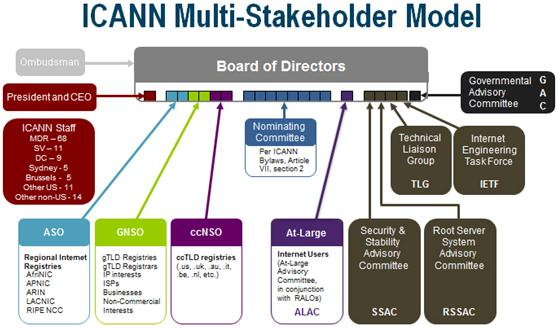 ICANN Multi-Stakeholder Model
Ombudsman
Board of Directors
President and CEO
Governmental
Advisory
Committee
G
A
C
ICANN Staff
MDR – 68
SV – 11
DC – 9
Sydney - 5
Brussels - 5
Other US - 11
Other non-US - 14
Nominating
Committee
Per ICANN
Bylaws, Article
VII, section 2
Technical
Liaison
Group
TLG
Internet
Engineering
Task Force
IETF
ASO
Regional Internet
Registries
AfriNIC
APNIC
ARIN
LACNIC
RIPE NCC
GNSO
gTLD Registries
gTLD Registrars
IP interests
ISPs
Businesses
Non-Commercial
Interests
ccNSO
ccTLD registries
(.us, .uk, .au, .it,
.be, .nl, etc.)
At-Large
Internet Users
(At-Large
Advisory
Committee,
in conjunction
with RALOs)
ALAC
Security &
Stability
Advisory
Committee
SSAC
Root Server
System
Advisory
Committee
RSSAC